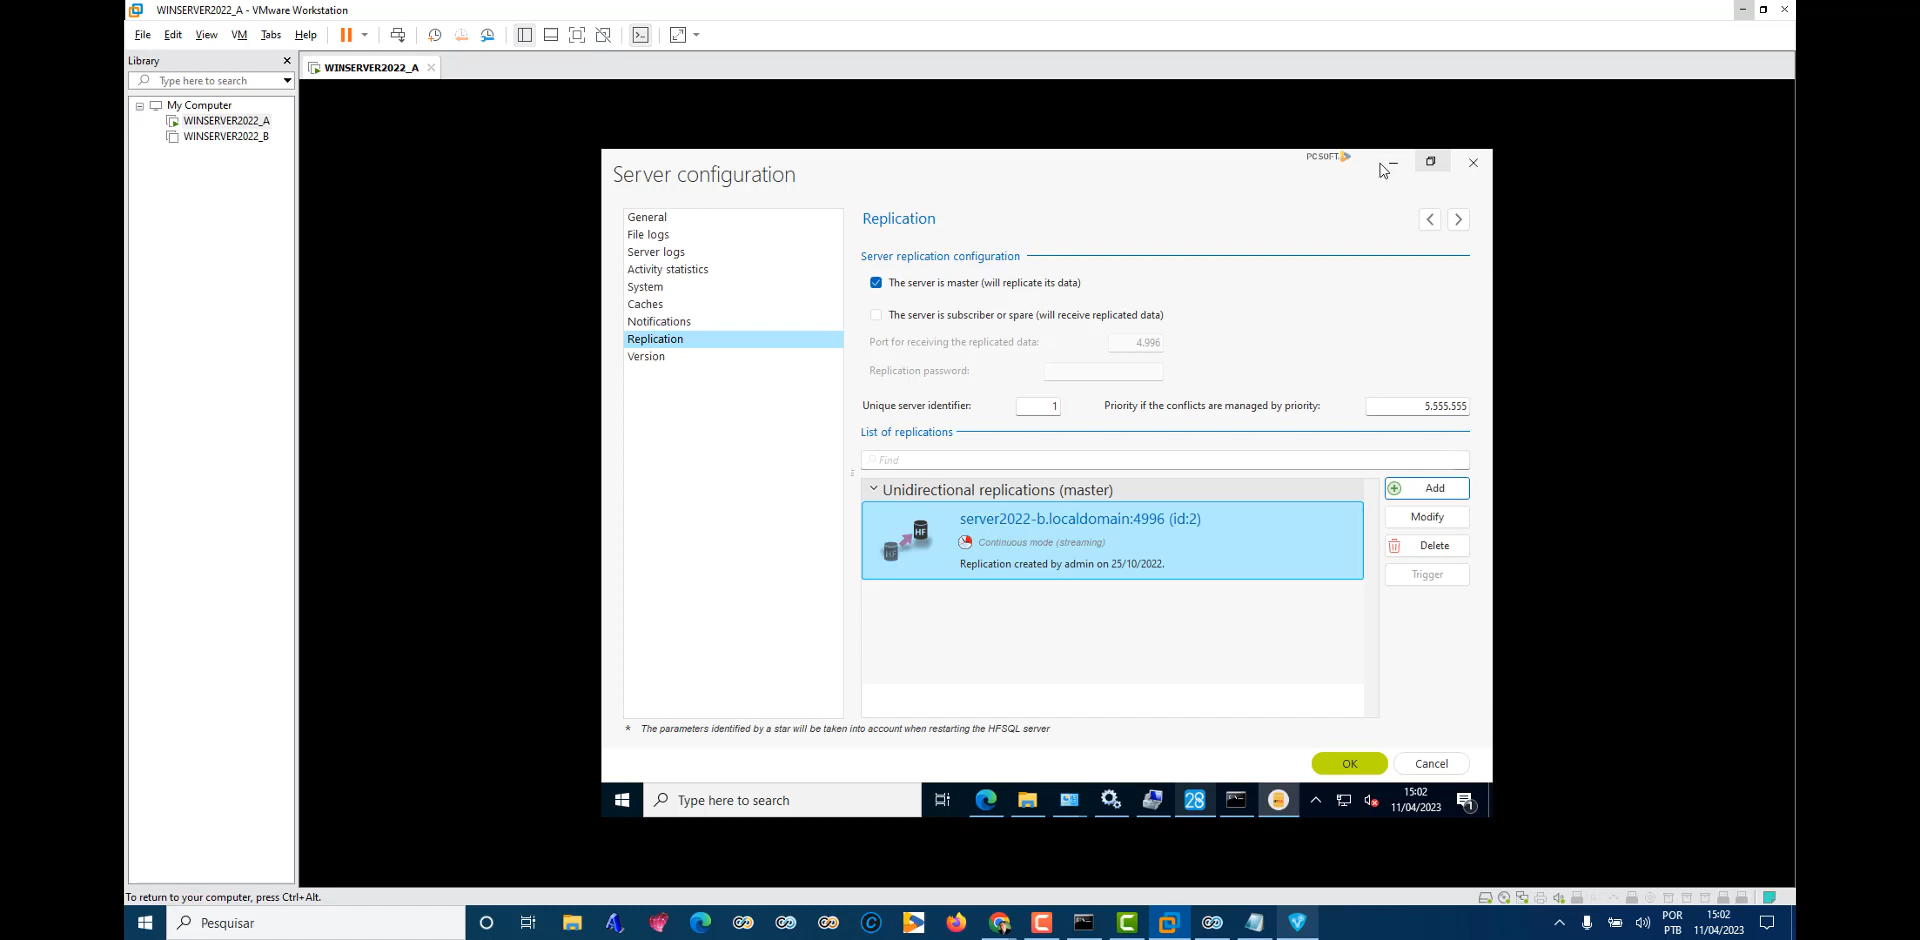 WINSERVER2022_A - VMware Workstation
File Edit View VM Tabs Help
Library
WINSERVER2022_A
Type here to search
My Computer
WINSERVER2022_A
WINSERVER2022_B
PC SOFT
Server configuration
General
File logs
Server logs
Activity statistics
System
Caches
Notifications
Replication
Version
Replication
Server replication configuration
The server is master (will replicate its data)
The server is subscriber or spare (will receive replicated data)
Port for receiving the replicated data: 4.996
Replication password:
Unique server identifier: 1 Priority if the conflicts are managed by priority: 5.555.555
List of replications
Find
Unidirectional replications (master)
server2022-b.localdomain:4996 (id:2)
Continuous mode (streaming)
Replication created by admin on 25/10/2022.
HF
HF
Add
Modify
Delete
Trigger
* The parameters identified by a star will be taken into account when restarting the HFSQL server
OK Cancel
Type here to search
28
15:02
11/04/2023
1
To return to your computer, press Ctrl+Alt.
Pesquisar
POR
PTB
15:02
11/04/2023